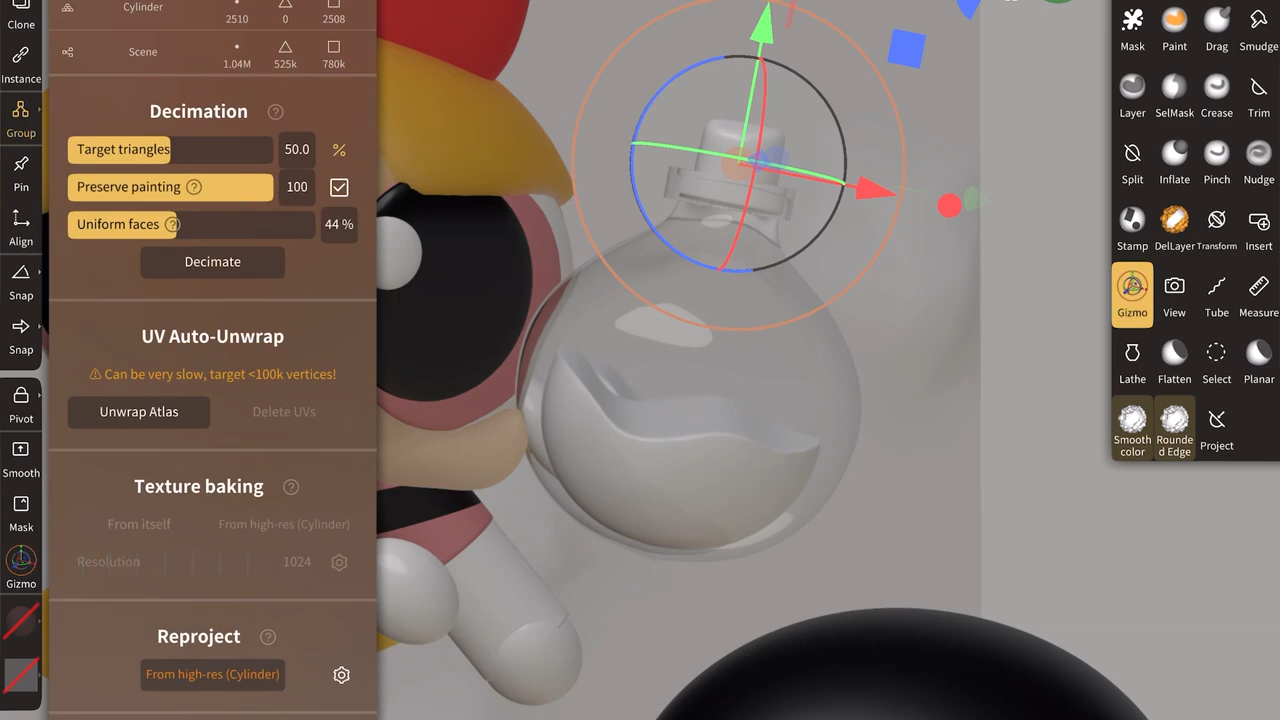 Clone
Instance
Group
Pin
Align
Snap
Snap
Pivot
Smooth
Mask
Gizmo
Cylinder
2510 0 2508
Scene
1.04M 525k 780k
Decimation ?
Target triangles 50.0 %
Preserve painting ? 100
Uniform faces ? 44 %
Decimate
UV Auto-Unwrap
⚠ Can be very slow, target <100k vertices!
Unwrap Atlas Delete UVs
Texture baking ?
From itself From high-res (Cylinder)
Resolution 1024
Reproject ?
From high-res (Cylinder)
Mask Paint Drag Smudge
Layer SelMask Crease Trim
Split Inflate Pinch Nudge
Stamp DelLayer Transform Insert
Gizmo View Tube Measure
Lathe Flatten Select Planar
Smooth color
Rounde d Edge
Project